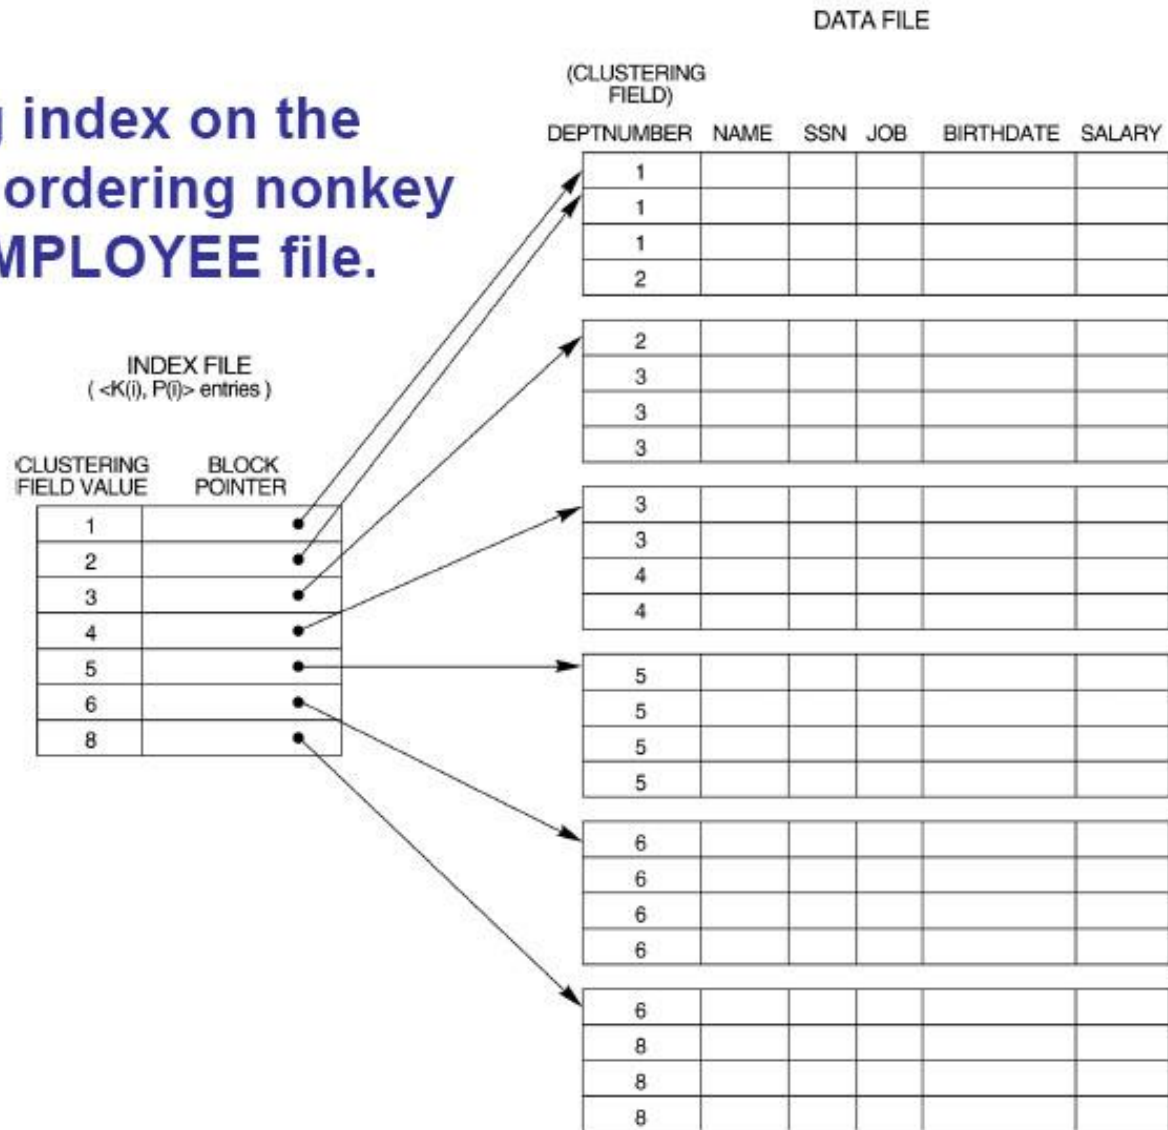 DATA FILE
(CLUSTERING
FIELD)
DEPTNUMBER NAME SSN JOB BIRTHDATE SALARY
index on the
ordering nonkey
MPLOYEE file.
1
1
1
2
2
3
3
3
3
3
4
4
5
5
5
5
6
6
6
6
6
8
8
8
INDEX FILE
( <K(i), P(i)> entries )
CLUSTERING
FIELD VALUE
BLOCK
POINTER
1
2
3
4
5
6
8